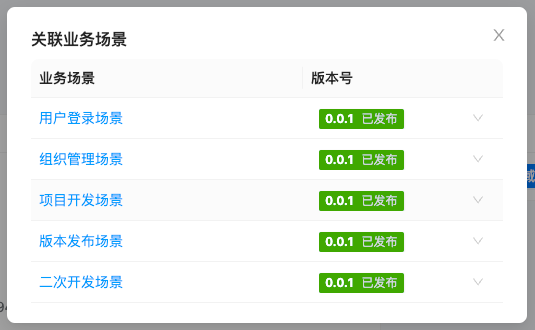 关联业务场景
业务场景 版本号
用户登录场景 0.0.1 已发布
组织管理场景 0.0.1 已发布
项目开发场景 0.0.1 已发布
版本发布场景 0.0.1 已发布
二次开发场景 0.0.1 已发布